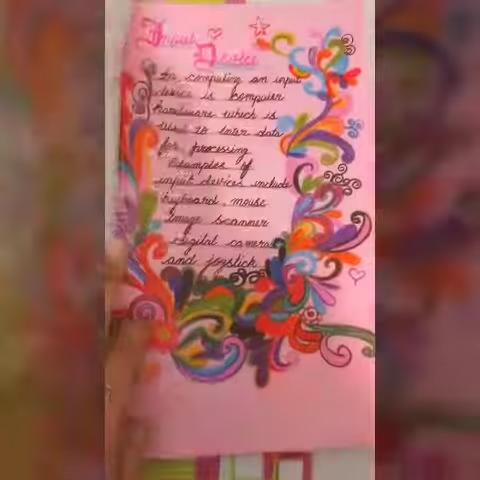 Input
Device
In computing an input
device is computer
hardware which is
used to enter data
for processing
Examples of
input devices include
keyboard, mouse
image scanner
digital cameras
and joystick